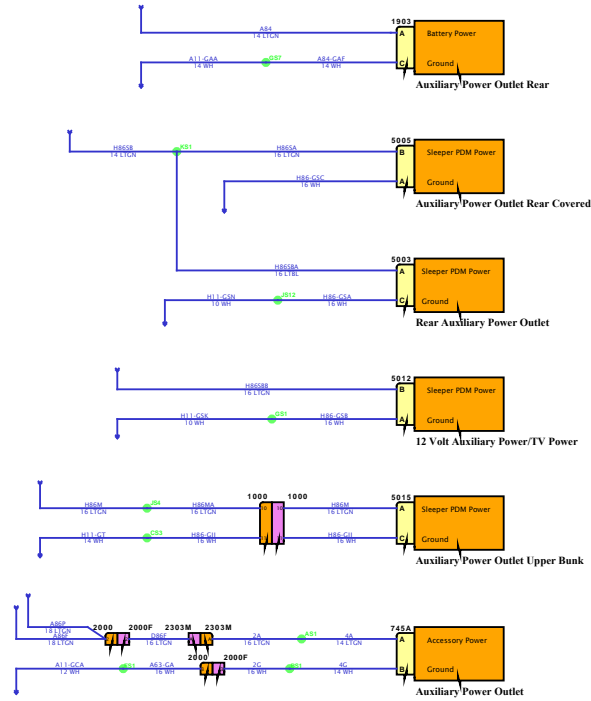 1903
A84
14 LTGN
A
Battery Power
A11-GAA
14 WH
GS7
A84-GAF
14 WH
C
Ground
Auxiliary Power Outlet Rear
5005
H86SB
14 LTGN
KS1
H86SA
16 LTGN
B
Sleeper PDM Power
H86-GSC
16 WH
A
Ground
Auxiliary Power Outlet Rear Covered
5003
H86SBA
16 LTBL
A
Sleeper PDM Power
H11-GSN
10 WH
JS12
H86-GSA
16 WH
C
Ground
Rear Auxiliary Power Outlet
5012
H86SBB
16 LTGN
B
Sleeper PDM Power
H11-GSK
10 WH
GS1
H86-GSB
16 WH
A
Ground
12 Volt Auxiliary Power/TV Power
1000 1000 5015
H86M
16 LTGN
JS4
H86MA
16 LTGN
10 10
H86M
16 LTGN
A
Sleeper PDM Power
H11-GT
14 WH
CS3
H86-GJJ
16 WH
H86-GJJ
16 WH
C
Ground
Auxiliary Power Outlet Upper Bunk
A86P
18 LTGN
2000 2000F 2303M 2303M 745A
A86F
18 LTGN
D86F
16 LTGN
2A
16 LTGN
AS1
4A
14 LTGN
A
Accessory Power
2000 2000F
A11-GCA
12 WH
A63-GA
16 WH
2G
16 WH
4G
14 WH
B
Ground
Auxiliary Power Outlet